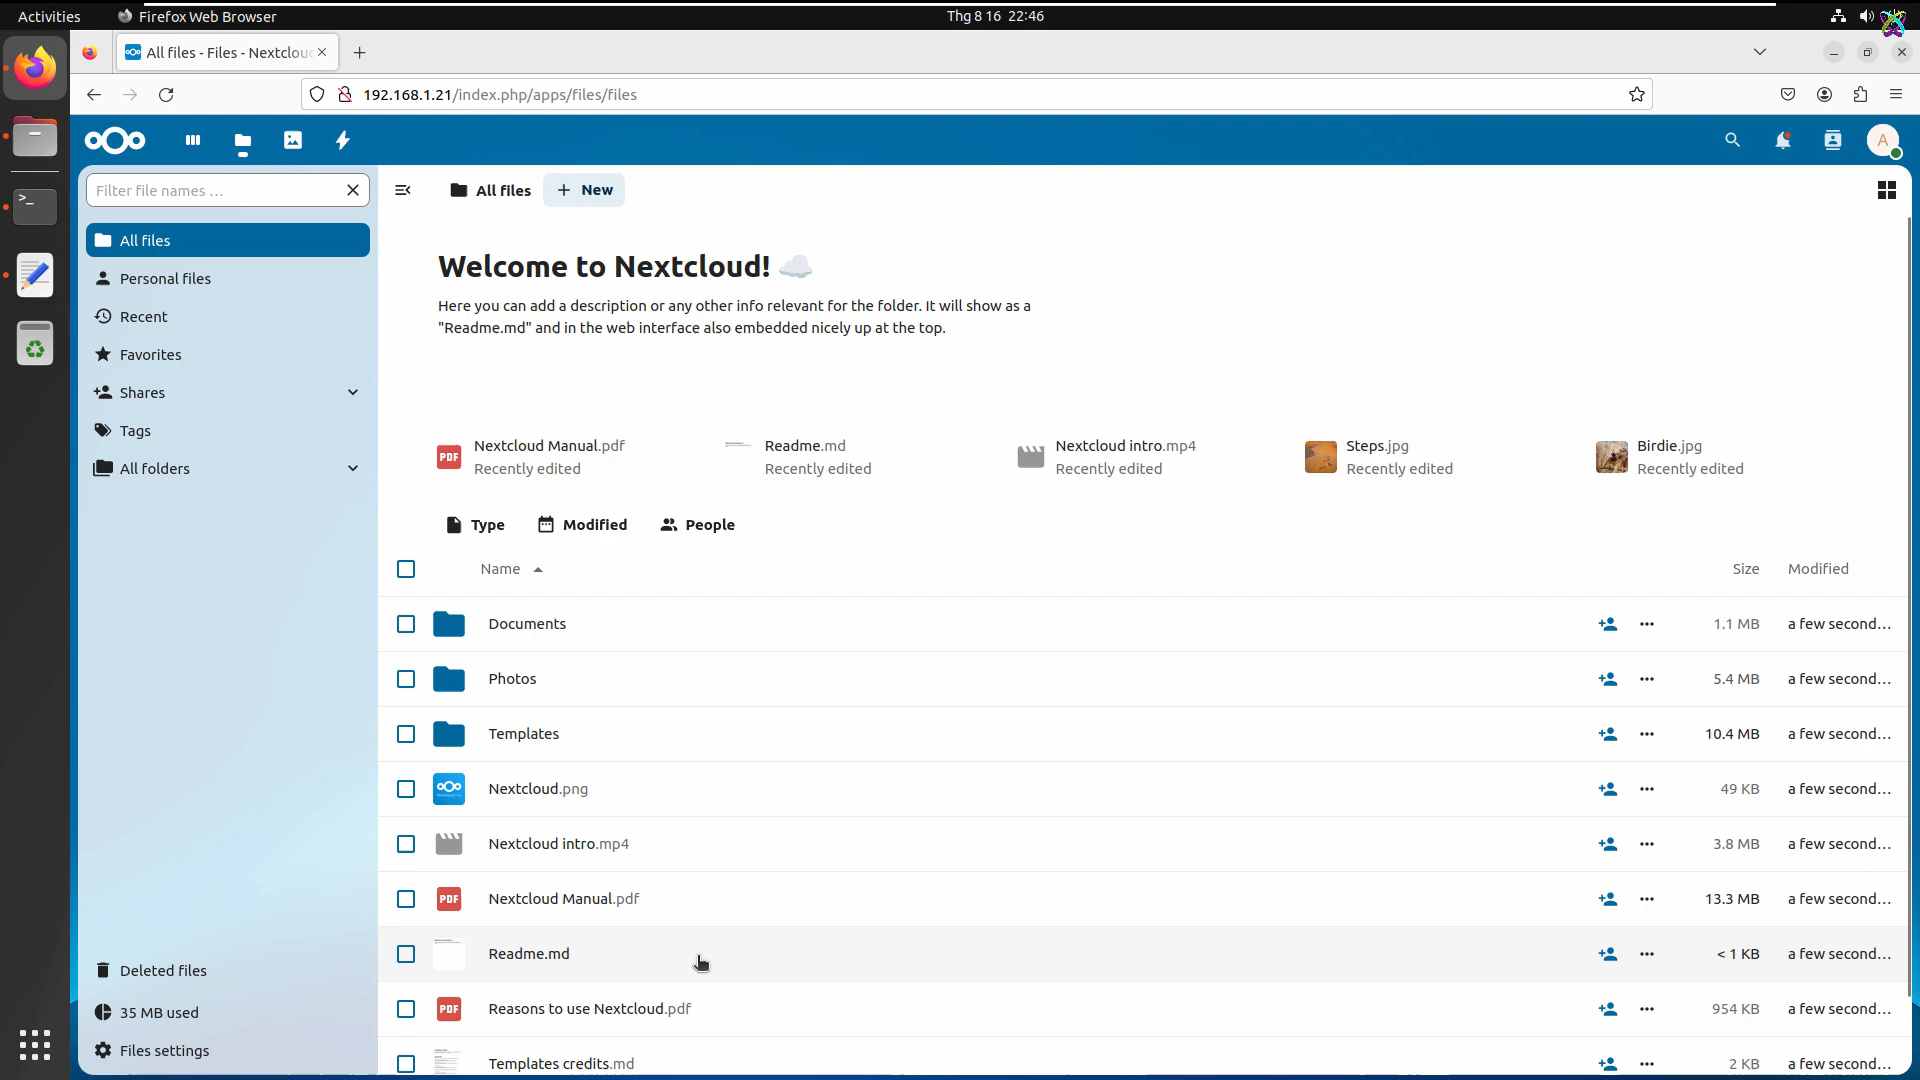 Activities
Firefox Web Browser
Thg 8 16 22:46
All files - Files - Nextclou
192.168.1.21/index.php/apps/files/files
A
Filter file names …
All files
New
All files
Personal files
Recent
Favorites
Shares
Tags
All folders
Deleted files
35 MB used
Files settings
Welcome to Nextcloud!
Here you can add a description or any other info relevant for the folder. It will show as a
"Readme.md" and in the web interface also embedded nicely up at the top.
PDF
Nextcloud Manual.pdf
Recently edited
Readme.md
Recently edited
Nextcloud intro.mp4
Recently edited
Steps.jpg
Recently edited
Birdie.jpg
Recently edited
Type
Modified
People
Name
Size
Modified
Documents
1.1 MB
a few second…
Photos
5.4 MB
a few second…
Templates
10.4 MB
a few second…
Nextcloud.png
49 KB
a few second…
Nextcloud intro.mp4
3.8 MB
a few second…
PDF
Nextcloud Manual.pdf
13.3 MB
a few second…
Readme.md
< 1 KB
a few second…
PDF
Reasons to use Nextcloud.pdf
954 KB
a few second…
Templates credits.md
2 KB
a few second…